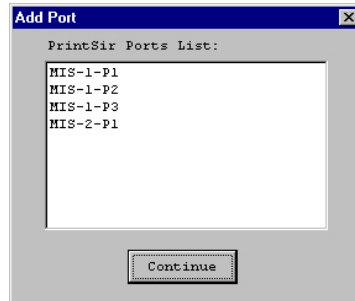 Add Port
PrintSir Ports List:
MIS-1-P1
MIS-1-P2
MIS-1-P3
MIS-2-P1
Continue